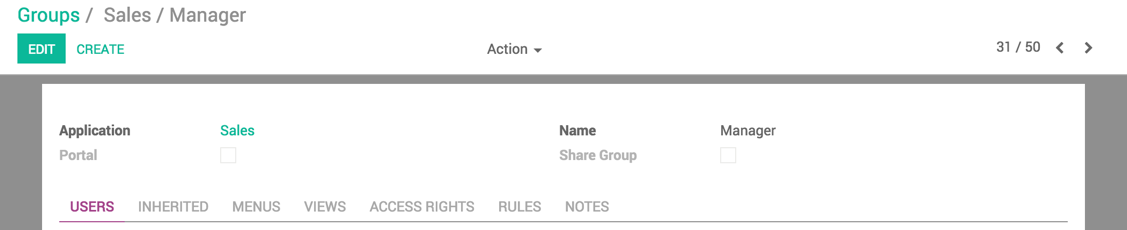 Groups / Sales / Manager
EDIT CREATE Action 31 / 50
Application Sales Name Manager
Portal Share Group
USERS INHERITED MENUS VIEWS ACCESS RIGHTS RULES NOTES